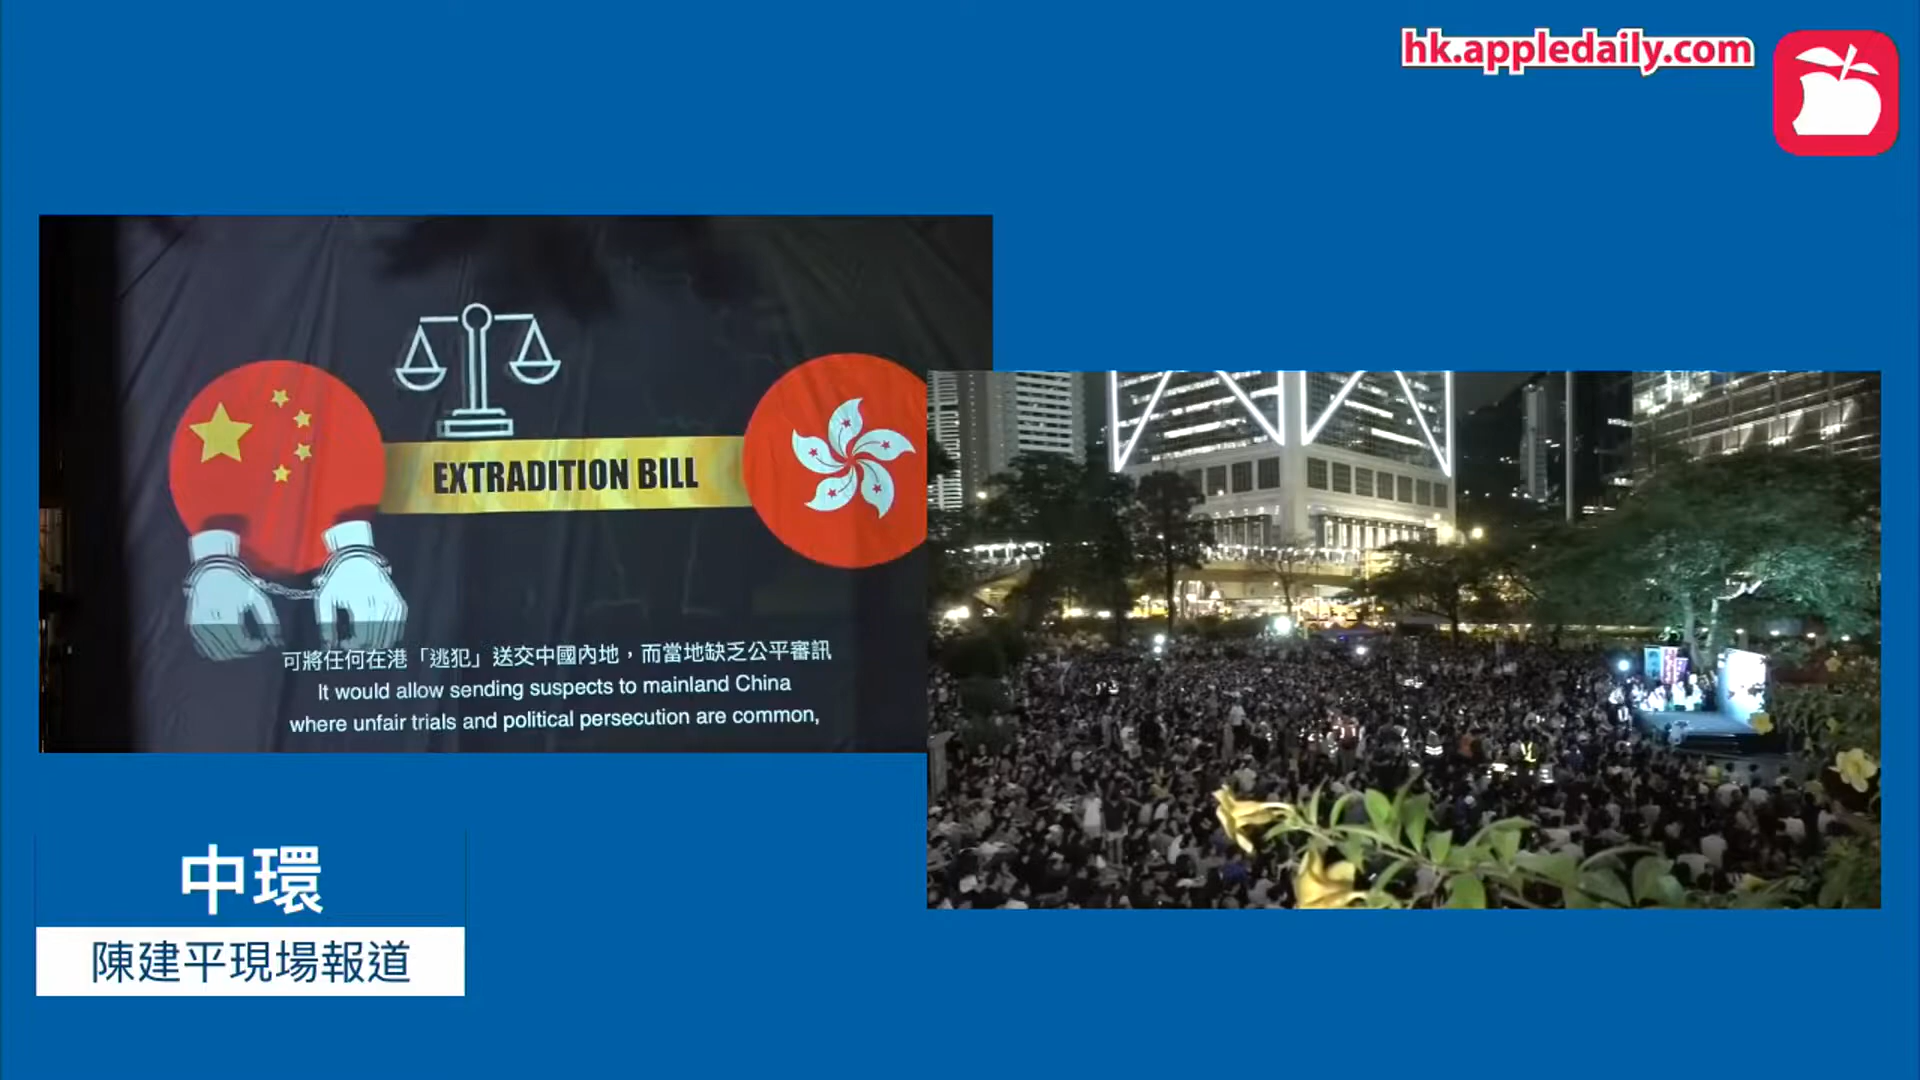 hk.appledaily.com
EXTRADITION BILL
可將任何在港「逃犯」送交中國內地，而當地缺乏公平審訊
It would allow sending suspects to mainland China
where unfair trials and political persecution are common,
中環
陳建平現場報道